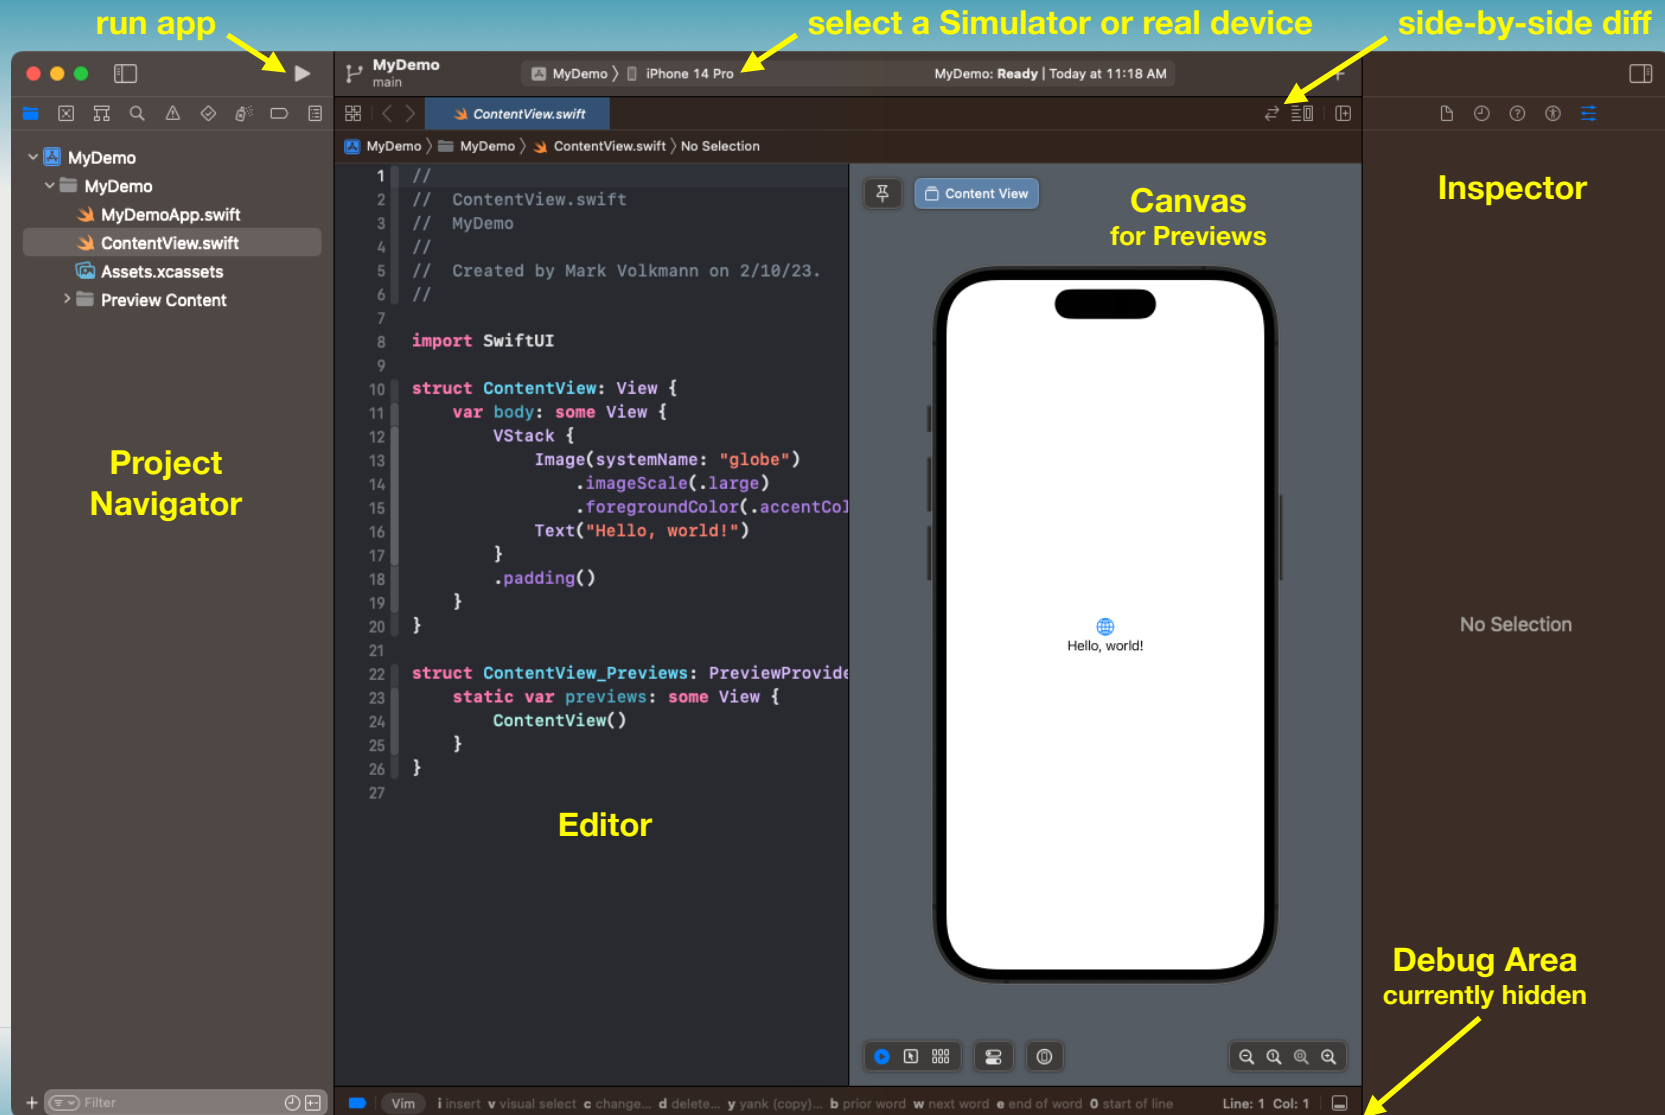 run app
select a Simulator or real device
side-by-side diff
MyDemo
main
MyDemo 〉 iPhone 14 Pro
MyDemo: Ready | Today at 11:18 AM
ContentView.swift
MyDemo 〉 MyDemo 〉 ContentView.swift 〉 No Selection
MyDemo
MyDemo
MyDemoApp.swift
ContentView.swift
Assets.xcassets
Preview Content
Project
Navigator
1 //
2 //  ContentView.swift
3 //  MyDemo
4 //
5 //  Created by Mark Volkmann on 2/10/23.
6 //
7
8 import SwiftUI
9
10 struct ContentView: View {
11     var body: some View {
12         VStack {
13             Image(systemName: "globe")
14                 .imageScale(.large)
15                 .foregroundColor(.accentCol
16             Text("Hello, world!")
17         }
18         .padding()
19     }
20 }
21
22 struct ContentView_Previews: PreviewProvide
23     static var previews: some View {
24         ContentView()
25     }
26 }
27
Editor
Content View
Canvas
for Previews
Hello, world!
Inspector
No Selection
Debug Area
currently hidden
Filter
Vim
i insert v visual select c change... d delete... y yank (copy)... b prior word w next word e end of word 0 start of line
Line: 1 Col: 1